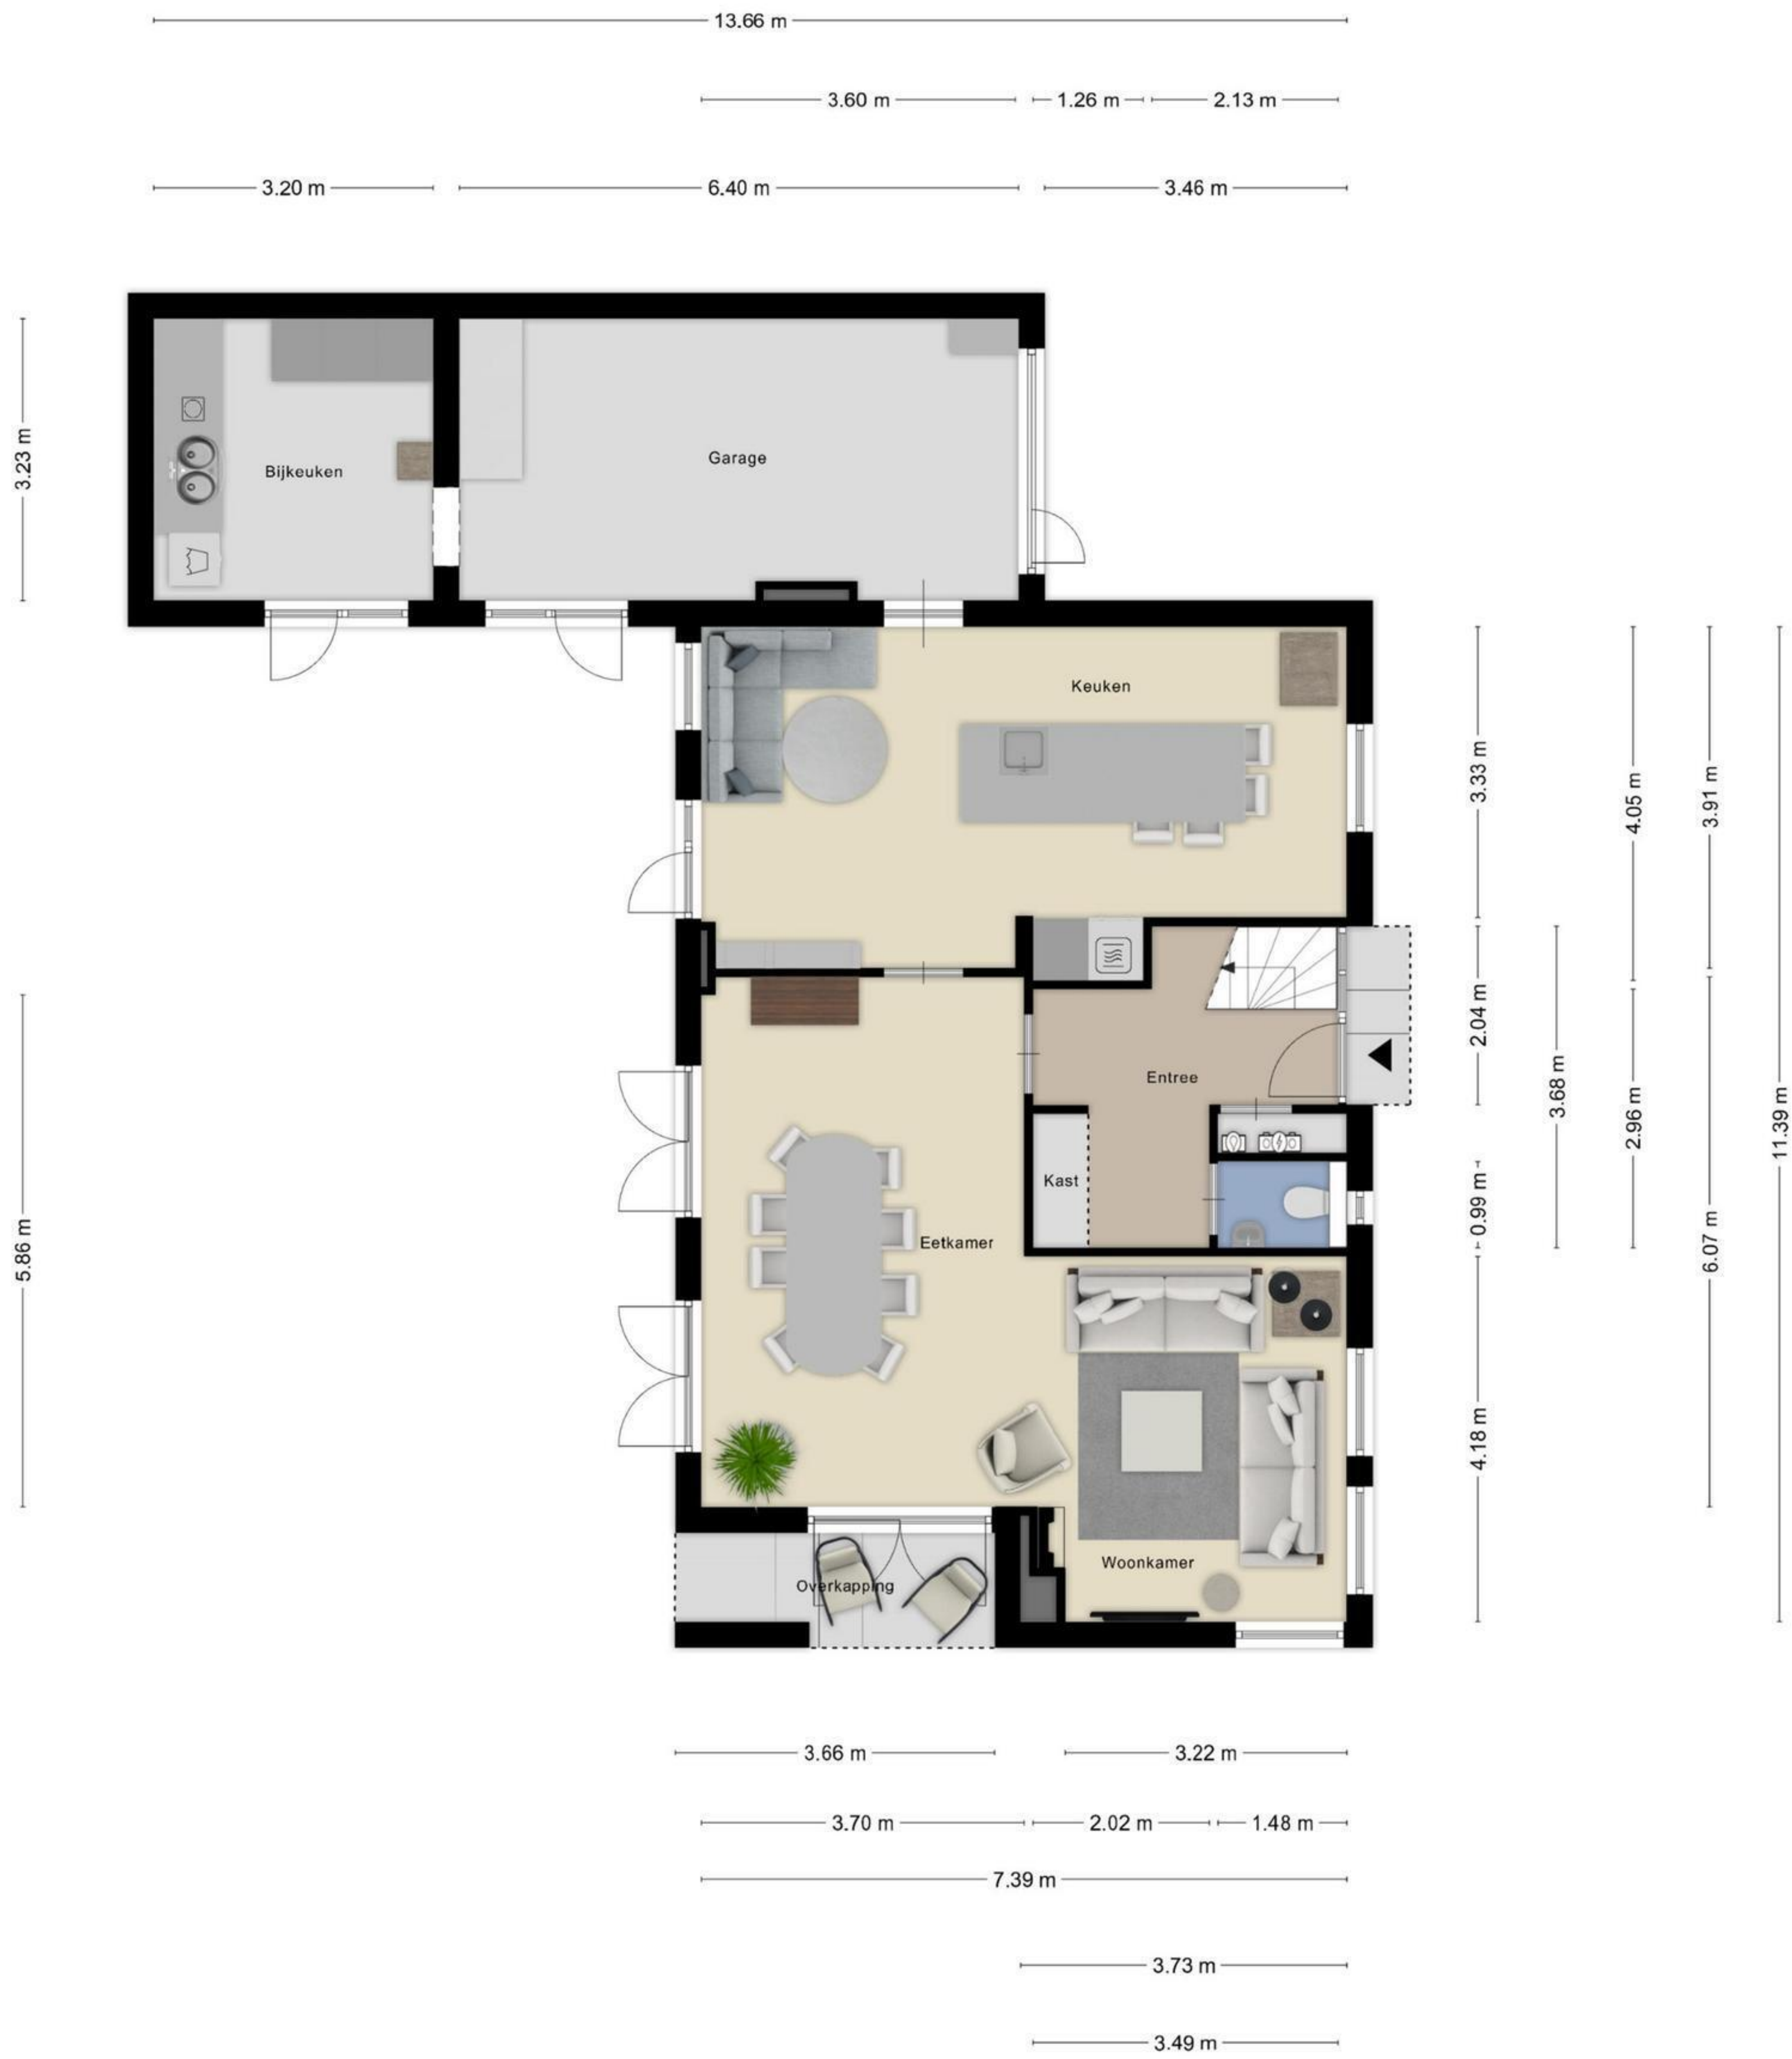 13.66 m
3.60 m
1.26 m
2.13 m
3.20 m
6.40 m
3.46 m
3.23 m
Bijkeuken
Garage
Keuken
3.33 m
4.05 m
3.91 m
2.04 m
Entree
3.68 m
2.96 m
11.39 m
Kast
0.99 m
Eetkamer
5.86 m
6.07 m
4.18 m
Woonkamer
Overkapping
3.66 m
3.22 m
3.70 m
2.02 m
1.48 m
7.39 m
3.73 m
3.49 m